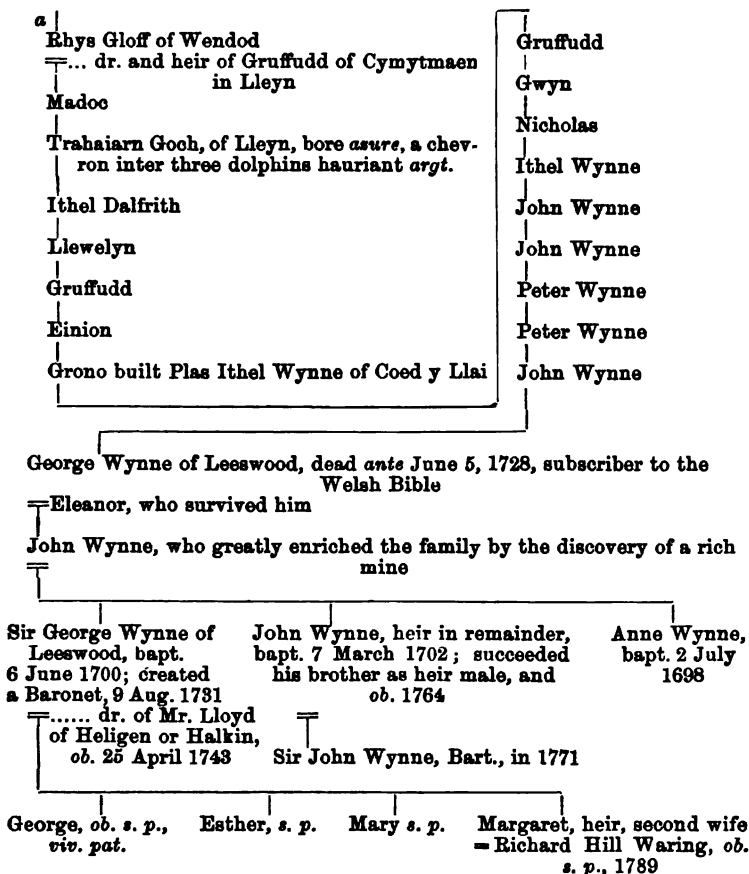 a
Rhys Gloff of Wendod
... dr. and heir of Gruffudd of Cymytmaen
in Lleyn
Madoc
Trahaiarn Goch, of Lleyn, bore azure, a chev-
ron inter three dolphins hauriant argt.
Ithel Dalfrith
Llewelyn
Gruffudd
Einion
Grono built Plas Ithel Wynne of Coed y Llai
Gruffudd
Gwyn
Nicholas
Ithel Wynne
John Wynne
John Wynne
Peter Wynne
Peter Wynne
John Wynne
George Wynne of Leeswood, dead ante June 5, 1728, subscriber to the
Welsh Bible
=Eleanor, who survived him
John Wynne, who greatly enriched the family by the discovery of a rich
mine
=
Sir George Wynne of
Leeswood, bapt.
6 June 1700; created
a Baronet, 9 Aug. 1731
=...... dr. of Mr. Lloyd
of Heligen or Halkin,
ob. 25 April 1743
John Wynne, heir in remainder,
bapt. 7 March 1702; succeeded
his brother as heir male, and
ob. 1764
=
Sir John Wynne, Bart., in 1771
Anne Wynne,
bapt. 2 July
1698
George, ob. s. p.,
viv. pat.
Esther, s. p.
Mary s. p.
Margaret, heir, second wife
= Richard Hill Waring, ob.
s. p., 1789